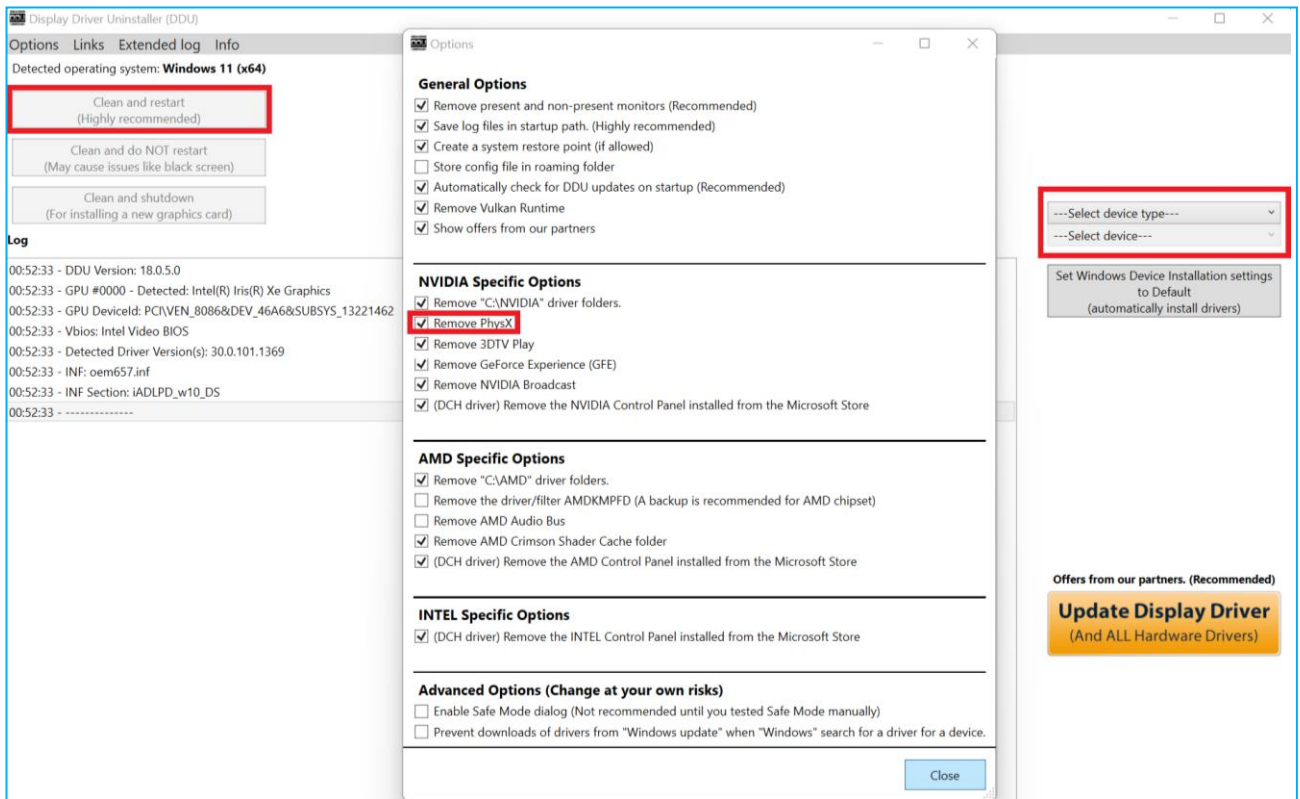 Display Driver Uninstaller (DDU)
Options Links Extended log Info
Detected operating system: Windows 11 (x64)
Clean and restart
(Highly recommended)
Clean and do NOT restart
(May cause issues like black screen)
Clean and shutdown
(For installing a new graphics card)
Log
00:52:33 - DDU Version: 18.0.5.0
00:52:33 - GPU #0000 - Detected: Intel(R) Iris(R) Xe Graphics
00:52:33 - GPU DeviceId: PCI\VEN_8086&DEV_46A6&SUBSYS_13221462
00:52:33 - Vbios: Intel Video BIOS
00:52:33 - Detected Driver Version(s): 30.0.101.1369
00:52:33 - INF: oem657.inf
00:52:33 - INF Section: iADLPD_w10_DS
00:52:33 - --------------
Options
General Options
Remove present and non-present monitors (Recommended)
Save log files in startup path. (Highly recommended)
Create a system restore point (if allowed)
Store config file in roaming folder
Automatically check for DDU updates on startup (Recommended)
Remove Vulkan Runtime
Show offers from our partners
NVIDIA Specific Options
Remove "C:\NVIDIA" driver folders.
Remove PhysX
Remove 3DTV Play
Remove GeForce Experience (GFE)
Remove NVIDIA Broadcast
(DCH driver) Remove the NVIDIA Control Panel installed from the Microsoft Store
AMD Specific Options
Remove "C:\AMD" driver folders.
Remove the driver/filter AMDKMPFD (A backup is recommended for AMD chipset)
Remove AMD Audio Bus
Remove AMD Crimson Shader Cache folder
(DCH driver) Remove the AMD Control Panel installed from the Microsoft Store
INTEL Specific Options
(DCH driver) Remove the INTEL Control Panel installed from the Microsoft Store
Advanced Options (Change at your own risks)
Enable Safe Mode dialog (Not recommended until you tested Safe Mode manually)
Prevent downloads of drivers from "Windows update" when "Windows" search for a driver for a device.
Close
---Select device type---
---Select device---
Set Windows Device Installation settings
to Default
(automatically install drivers)
Offers from our partners. (Recommended)
Update Display Driver
(And ALL Hardware Drivers)